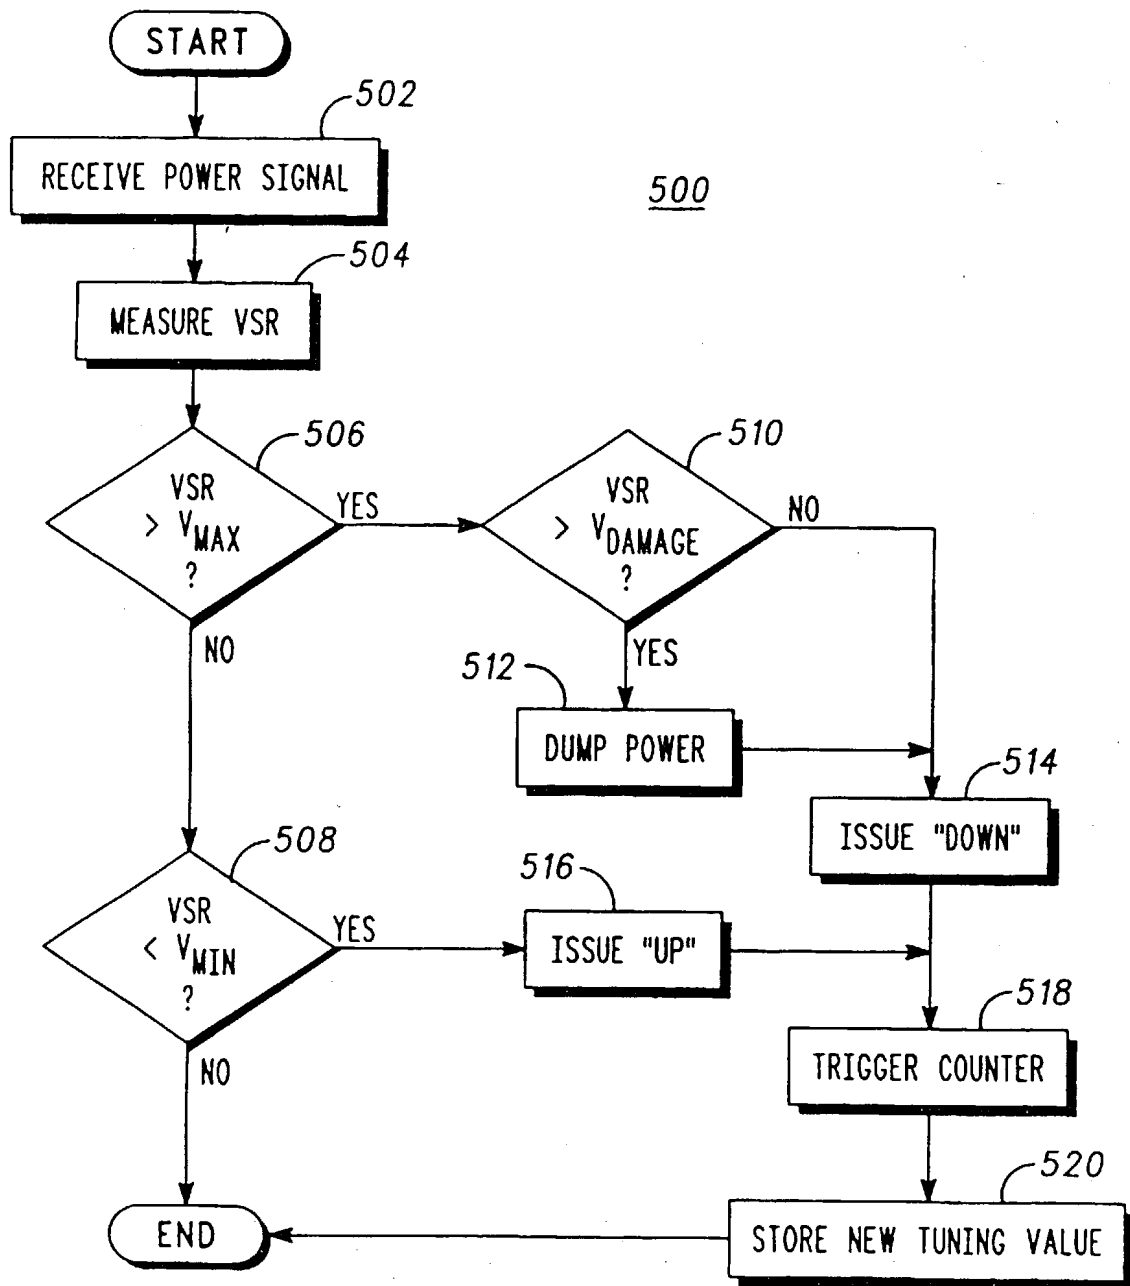 START
502
RECEIVE POWER SIGNAL
500
504
MEASURE VSR
506
VSR
> VMAX
?
YES
NO
510
VSR
> VDAMAGE
?
NO
YES
512
DUMP POWER
514
ISSUE "DOWN"
508
VSR
< VMIN
?
YES
NO
516
ISSUE "UP"
518
TRIGGER COUNTER
520
STORE NEW TUNING VALUE
END